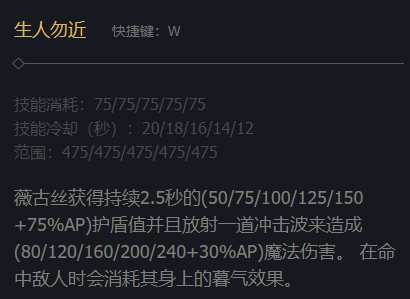 生人勿近 快捷键：W
技能消耗：75/75/75/75/75
技能冷却（秒）：20/18/16/14/12
范围：475/475/475/475/475
薇古丝获得持续2.5秒的(50/75/100/125/150
+75%AP)护盾值并且放射一道冲击波来造成
(80/120/160/200/240+30%AP)魔法伤害。 在命
中敌人时会消耗其身上的暮气效果。